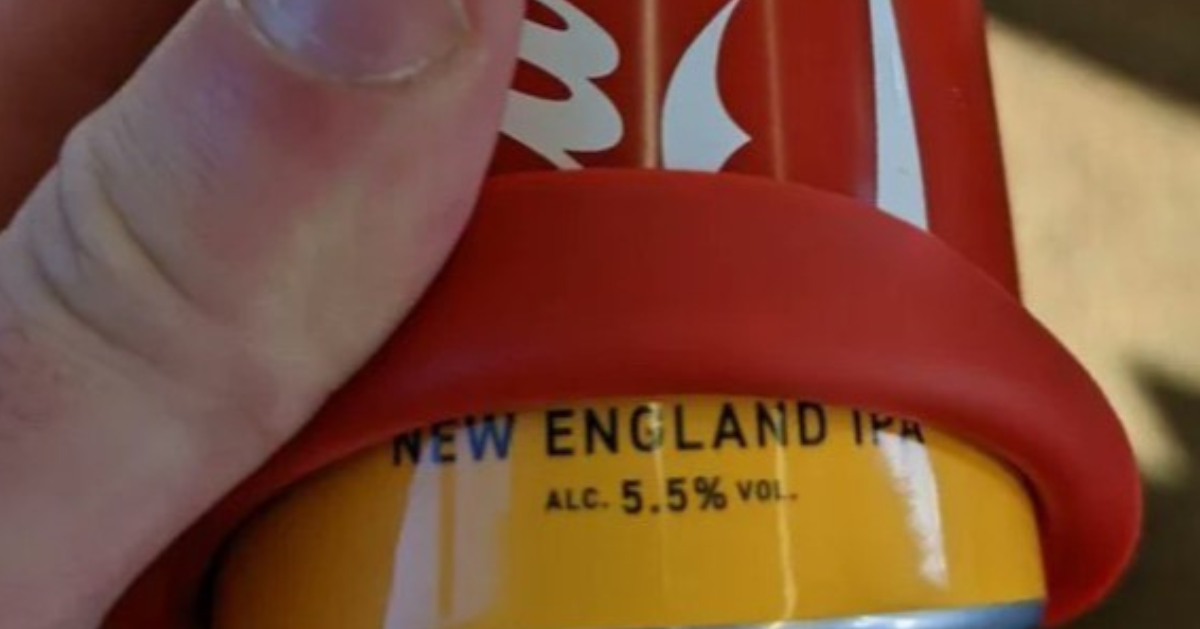 NEW ENGLAND IPA
ALC. 5.5% VOL.